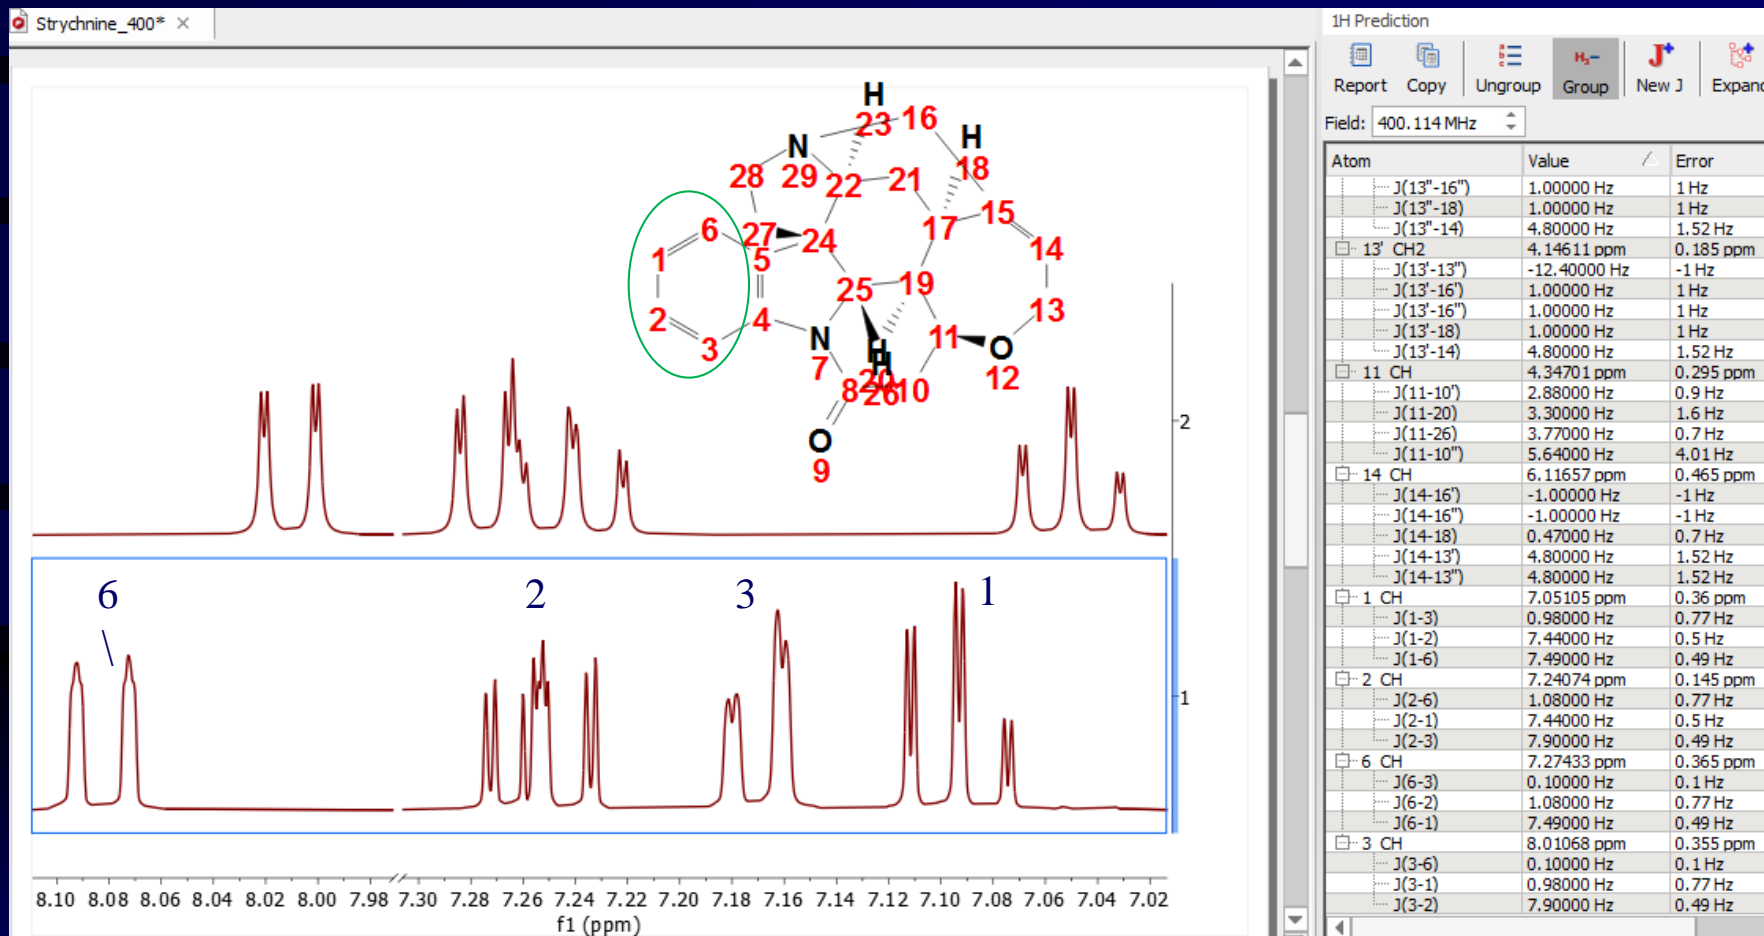 Strychnine_400* ×
1H Prediction
Report Copy Ungroup Group New J Expand
H₃–
J
Field: 400.114 MHz
Atom Value Error
J(13"-16") 1.00000 Hz 1 Hz
J(13"-18) 1.00000 Hz 1 Hz
J(13"-14) 4.80000 Hz 1.52 Hz
13' CH2 4.14611 ppm 0.185 ppm
J(13'-13") -12.40000 Hz -1 Hz
J(13'-16') 1.00000 Hz 1 Hz
J(13'-16") 1.00000 Hz 1 Hz
J(13'-18) 1.00000 Hz 1 Hz
J(13'-14) 4.80000 Hz 1.52 Hz
11 CH 4.34701 ppm 0.295 ppm
J(11-10') 2.88000 Hz 0.9 Hz
J(11-20) 3.30000 Hz 1.6 Hz
J(11-26) 3.77000 Hz 0.7 Hz
J(11-10") 5.64000 Hz 4.01 Hz
14 CH 6.11657 ppm 0.465 ppm
J(14-16') -1.00000 Hz -1 Hz
J(14-16") -1.00000 Hz -1 Hz
J(14-18) 0.47000 Hz 0.7 Hz
J(14-13') 4.80000 Hz 1.52 Hz
J(14-13") 4.80000 Hz 1.52 Hz
1 CH 7.05105 ppm 0.36 ppm
J(1-3) 0.98000 Hz 0.77 Hz
J(1-2) 7.44000 Hz 0.5 Hz
J(1-6) 7.49000 Hz 0.49 Hz
2 CH 7.24074 ppm 0.145 ppm
J(2-6) 1.08000 Hz 0.77 Hz
J(2-1) 7.44000 Hz 0.5 Hz
J(2-3) 7.90000 Hz 0.49 Hz
6 CH 7.27433 ppm 0.365 ppm
J(6-3) 0.10000 Hz 0.1 Hz
J(6-2) 1.08000 Hz 0.77 Hz
J(6-1) 7.49000 Hz 0.49 Hz
3 CH 8.01068 ppm 0.355 ppm
J(3-6) 0.10000 Hz 0.1 Hz
J(3-1) 0.98000 Hz 0.77 Hz
J(3-2) 7.90000 Hz 0.49 Hz
H
23 16
N H
28 29 22 21 18
6 27 24 17 15
1 5 14
25 19
2 4 13
3 N 11 O
H
H
7 8 20 26 10 12
O
9
2
6 2 3 1
1
8.10 8.08 8.06 8.04 8.02 8.00 7.98 7.30 7.28 7.26 7.24 7.22 7.20 7.18 7.16 7.14 7.12 7.10 7.08 7.06 7.04 7.02
f1 (ppm)